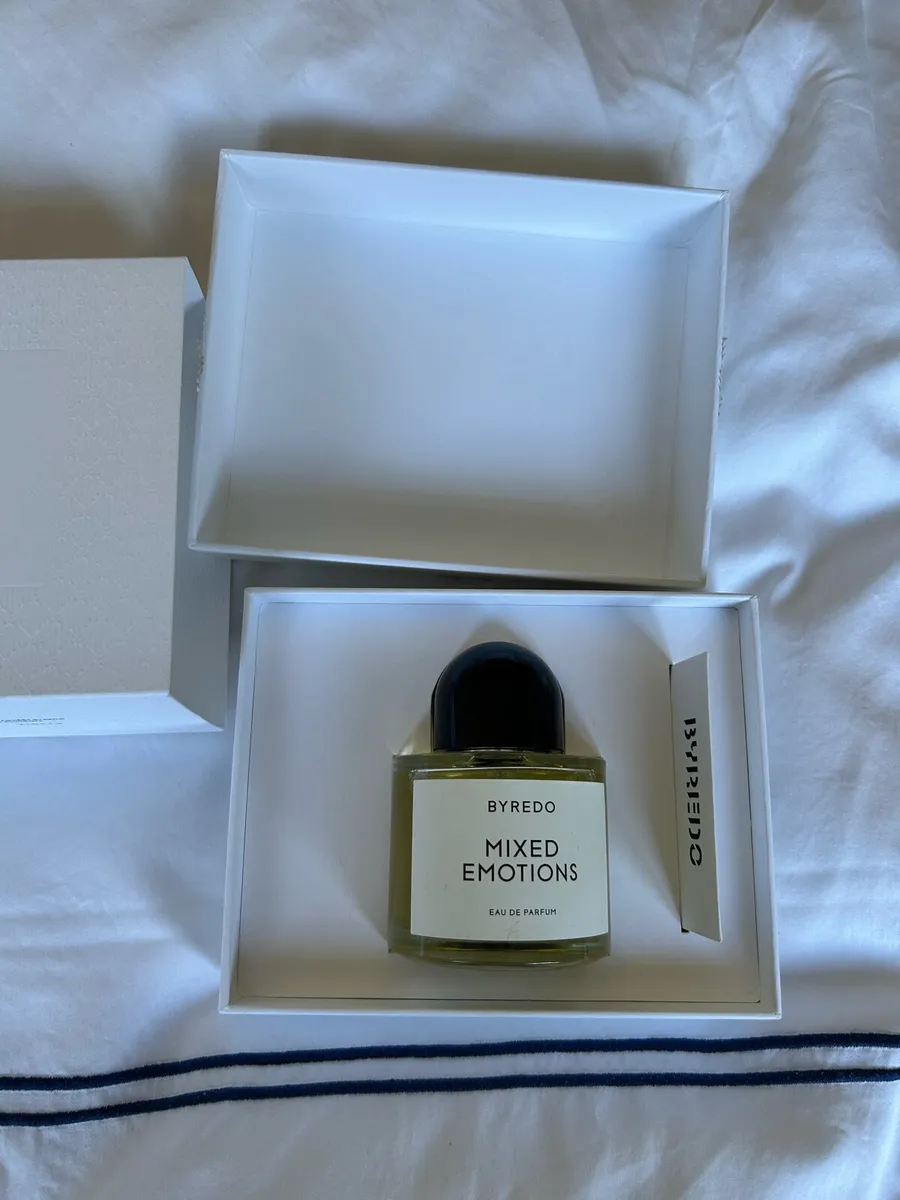 BYREDO
MIXED
EMOTIONS
EAU DE PARFUM
BYREDO